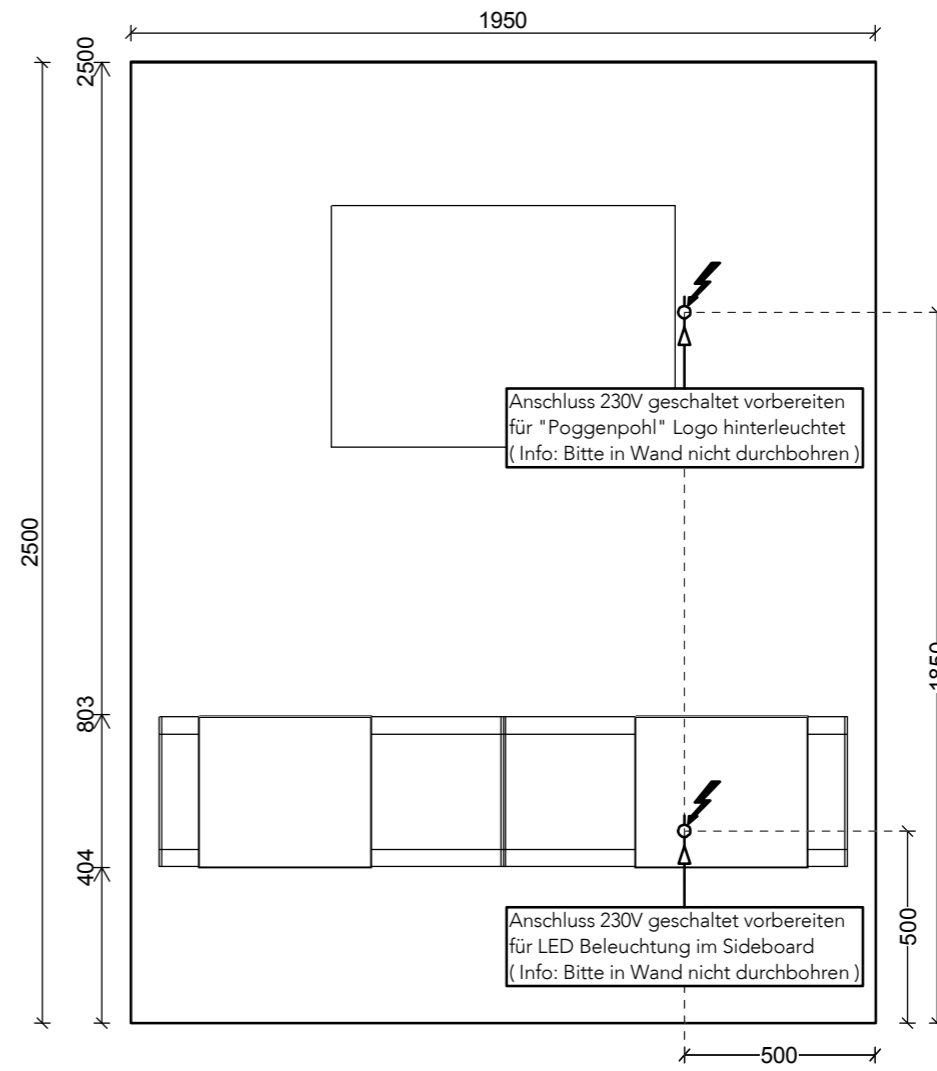 1950
2500
2500
Anschluss 230V geschaltet vorbereiten
für "Poggenpohl" Logo hinterleuchtet
( Info: Bitte in Wand nicht durchbohren )
1850
803
404
Anschluss 230V geschaltet vorbereiten
für LED Beleuchtung im Sideboard
( Info: Bitte in Wand nicht durchbohren )
500
500